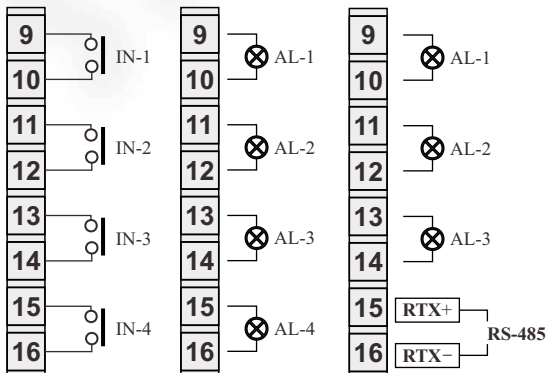 9 IN-1 9 AL-1 9 AL-1
10 10 10
11 IN-2 11 AL-2 11 AL-2
12 12 12
13 IN-3 13 AL-3 13 AL-3
14 14 14
15 IN-4 15 AL-4 15 RTX+ RS-485
16 16 16 RTX−